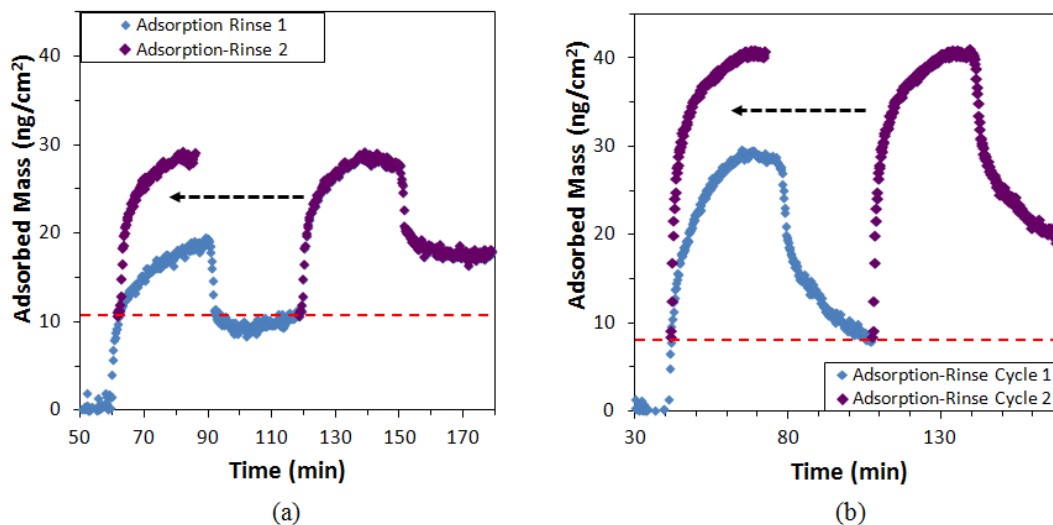 Adsorption Rinse 1
Adsorption-Rinse 2
Adsorbed Mass (ng/cm²)
40
30
20
10
0
50 70 90 110 130 150 170
Time (min)
(a)
Adsorbed Mass (ng/cm²)
40
30
20
10
0
Adsorption-Rinse Cycle 1
Adsorption-Rinse Cycle 2
30 80 130
Time (min)
(b)